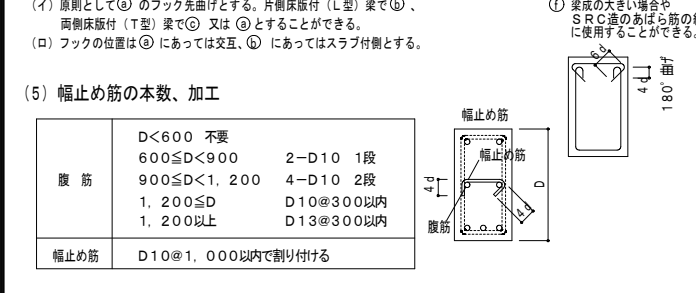 (イ) 原則としてⓐ のフック先曲げとする。片側床版付（L型）梁でⓑ 、
両側床版付（T型）梁でⓒ 又は ⓐとすることができる。
(ロ) フックの位置はⓐ にあっては交互、ⓑ にあってはスラブ付側とする。
ⓕ 梁成の大きい場合や
SRC造のあばら筋の
に使用することができる。
6d
4d
180°曲げ
(5) 幅止め筋の本数、加工
腹 筋
D<600 不要
600≦D<900 2−D10 1段
900≦D<1, 200 4−D10 2段
1, 200≦D D10@300以内
1, 200以上 D13@300以内
幅止め筋 D10@1, 000以内で割り付ける
幅止め筋
幅止め筋
4d
D
4d
腹筋